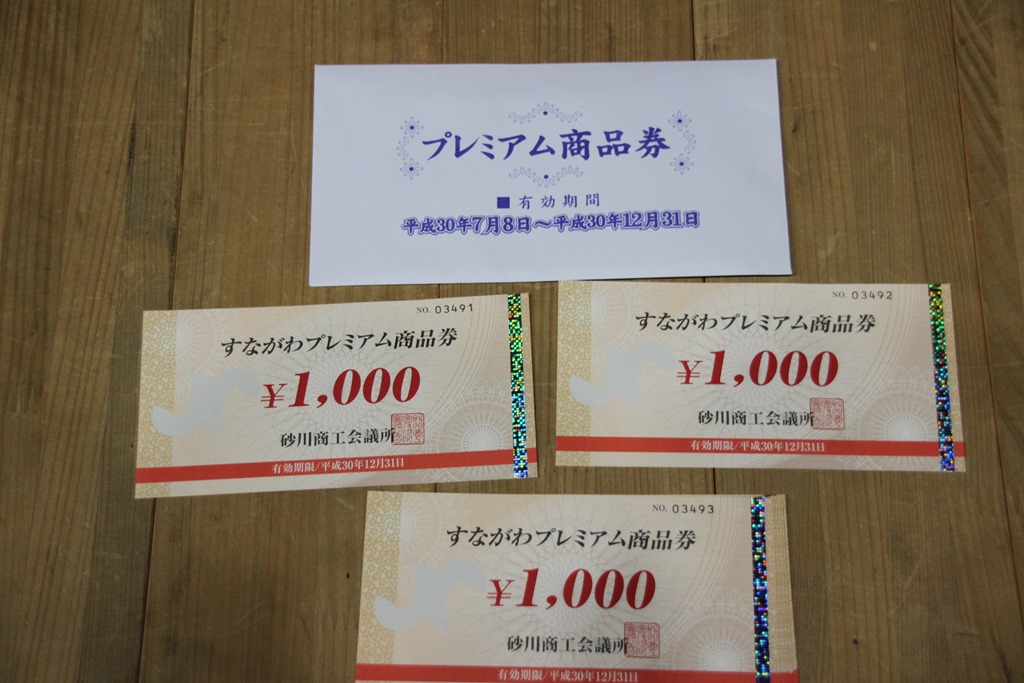 プレミアム商品券
■有効期間
平成30年7月8日～平成30年12月31日
NO. 03491
すながわプレミアム商品券
¥1,000
砂川商工会議所
有効期限/平成30年12月31日
NO. 03492
すながわプレミアム商品券
¥1,000
砂川商工会議所
有効期限/平成30年12月31日
NO. 03493
すながわプレミアム商品券
¥1,000
砂川商工会議所
有効期限/平成30年12月31日